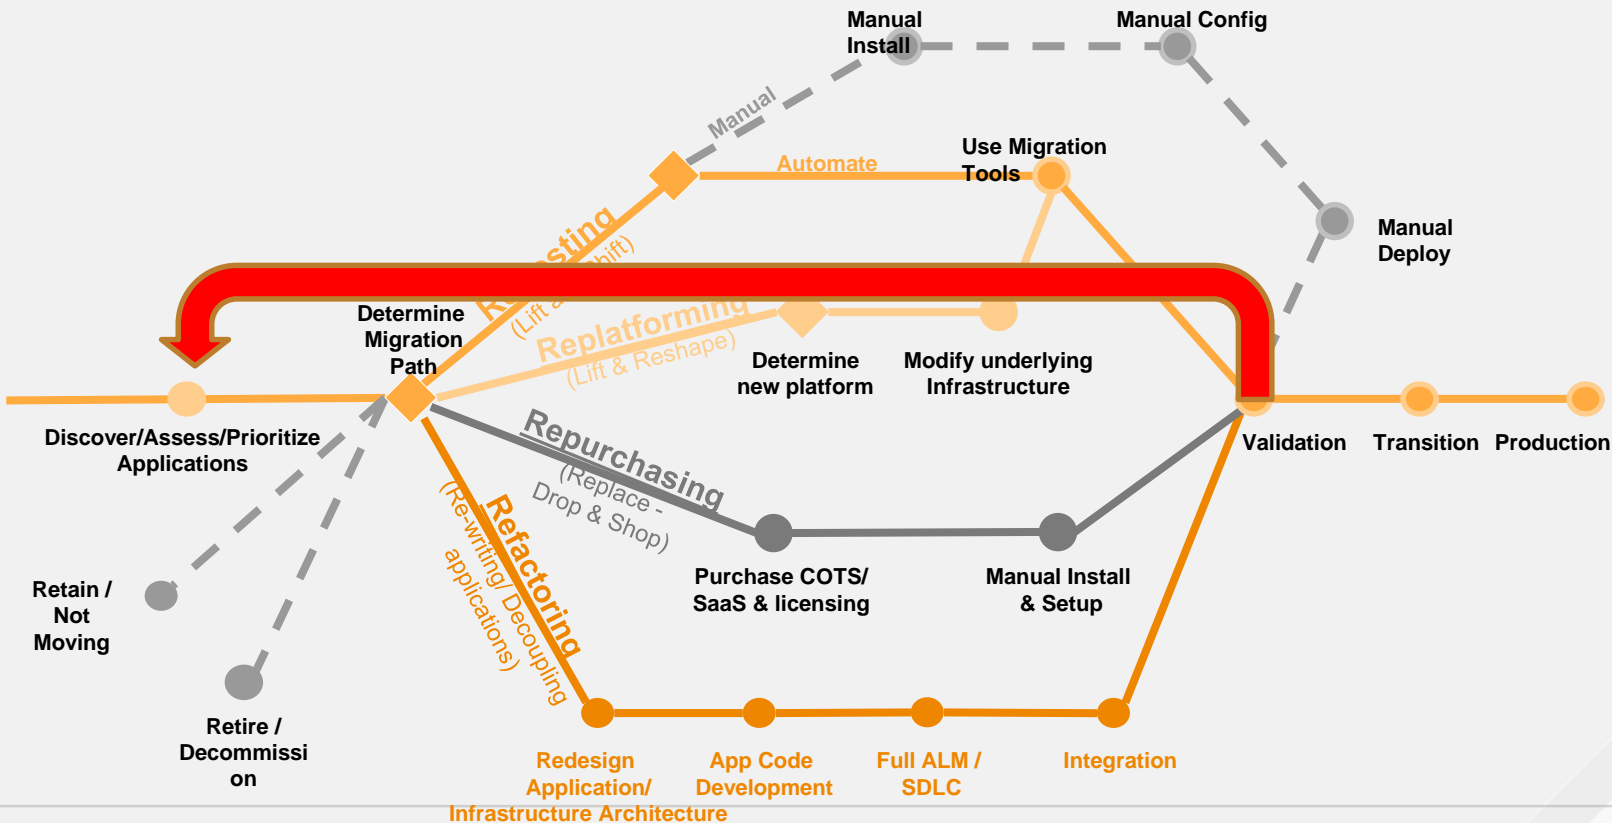 Manual
Install
Manual Config
Manual
Automate
Use Migration
Tools
Manual
Deploy
(Lift &
Determine
Migration
Path
Replatforming
(Lift & Reshape)
Determine
new platform
Modify underlying
Infrastructure
Discover/Assess/Prioritize
Applications
Validation
Transition
Production
Repurchasing
(Replace -
Drop & Shop)
Refactoring
(Re-writing/ Decoupling
applications)
Purchase COTS/
SaaS & licensing
Manual Install
& Setup
Retain /
Not
Moving
Retire /
Decommissi
on
Redesign
Application/
Infrastructure Architecture
App Code
Development
Full ALM /
SDLC
Integration